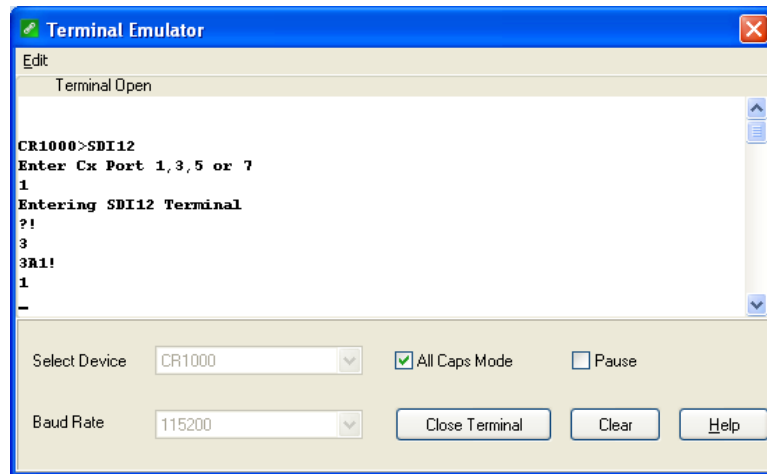 Terminal Emulator
Edit
Terminal Open
CR1000>SDI12
Enter Cx Port 1,3,5 or 7
1
Entering SDI12 Terminal
?!
3
3A1!
1
Select Device CR1000 All Caps Mode Pause
Baud Rate 115200 Close Terminal Clear Help